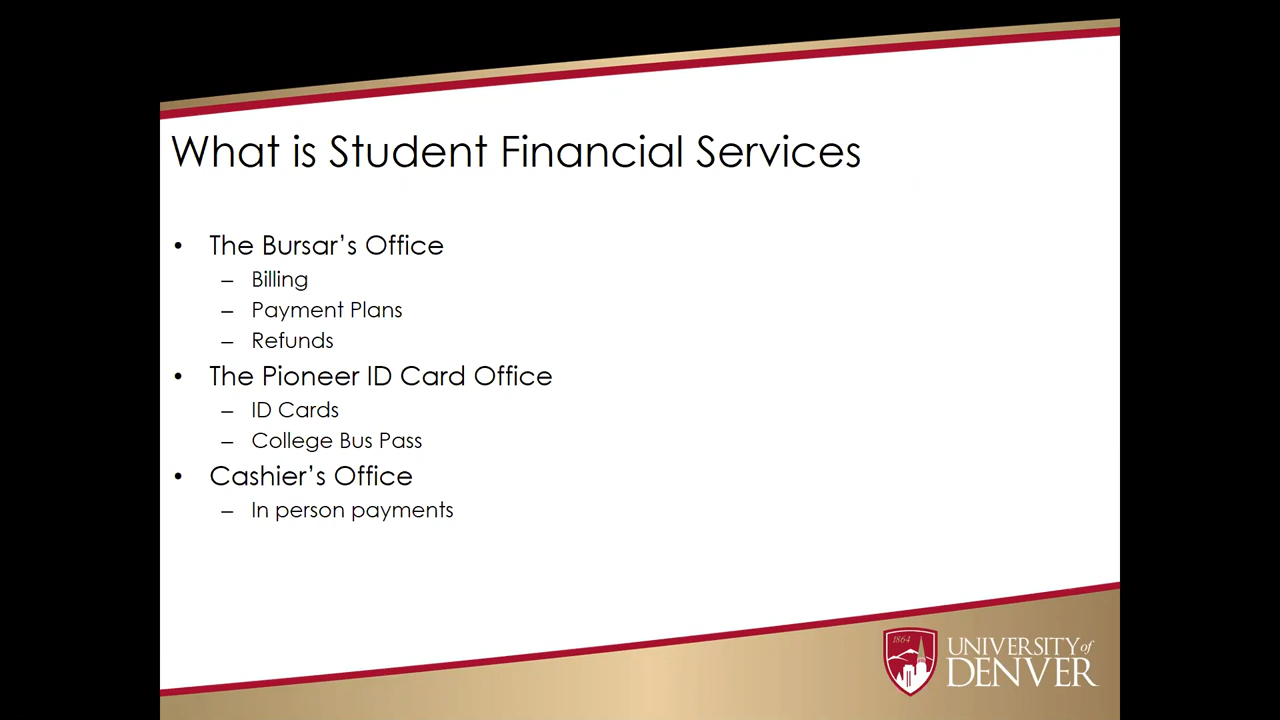 What is Student Financial Services
• The Bursar’s Office
– Billing
– Payment Plans
– Refunds
• The Pioneer ID Card Office
– ID Cards
– College Bus Pass
• Cashier’s Office
– In person payments
1864
UNIVERSITY of
DENVER